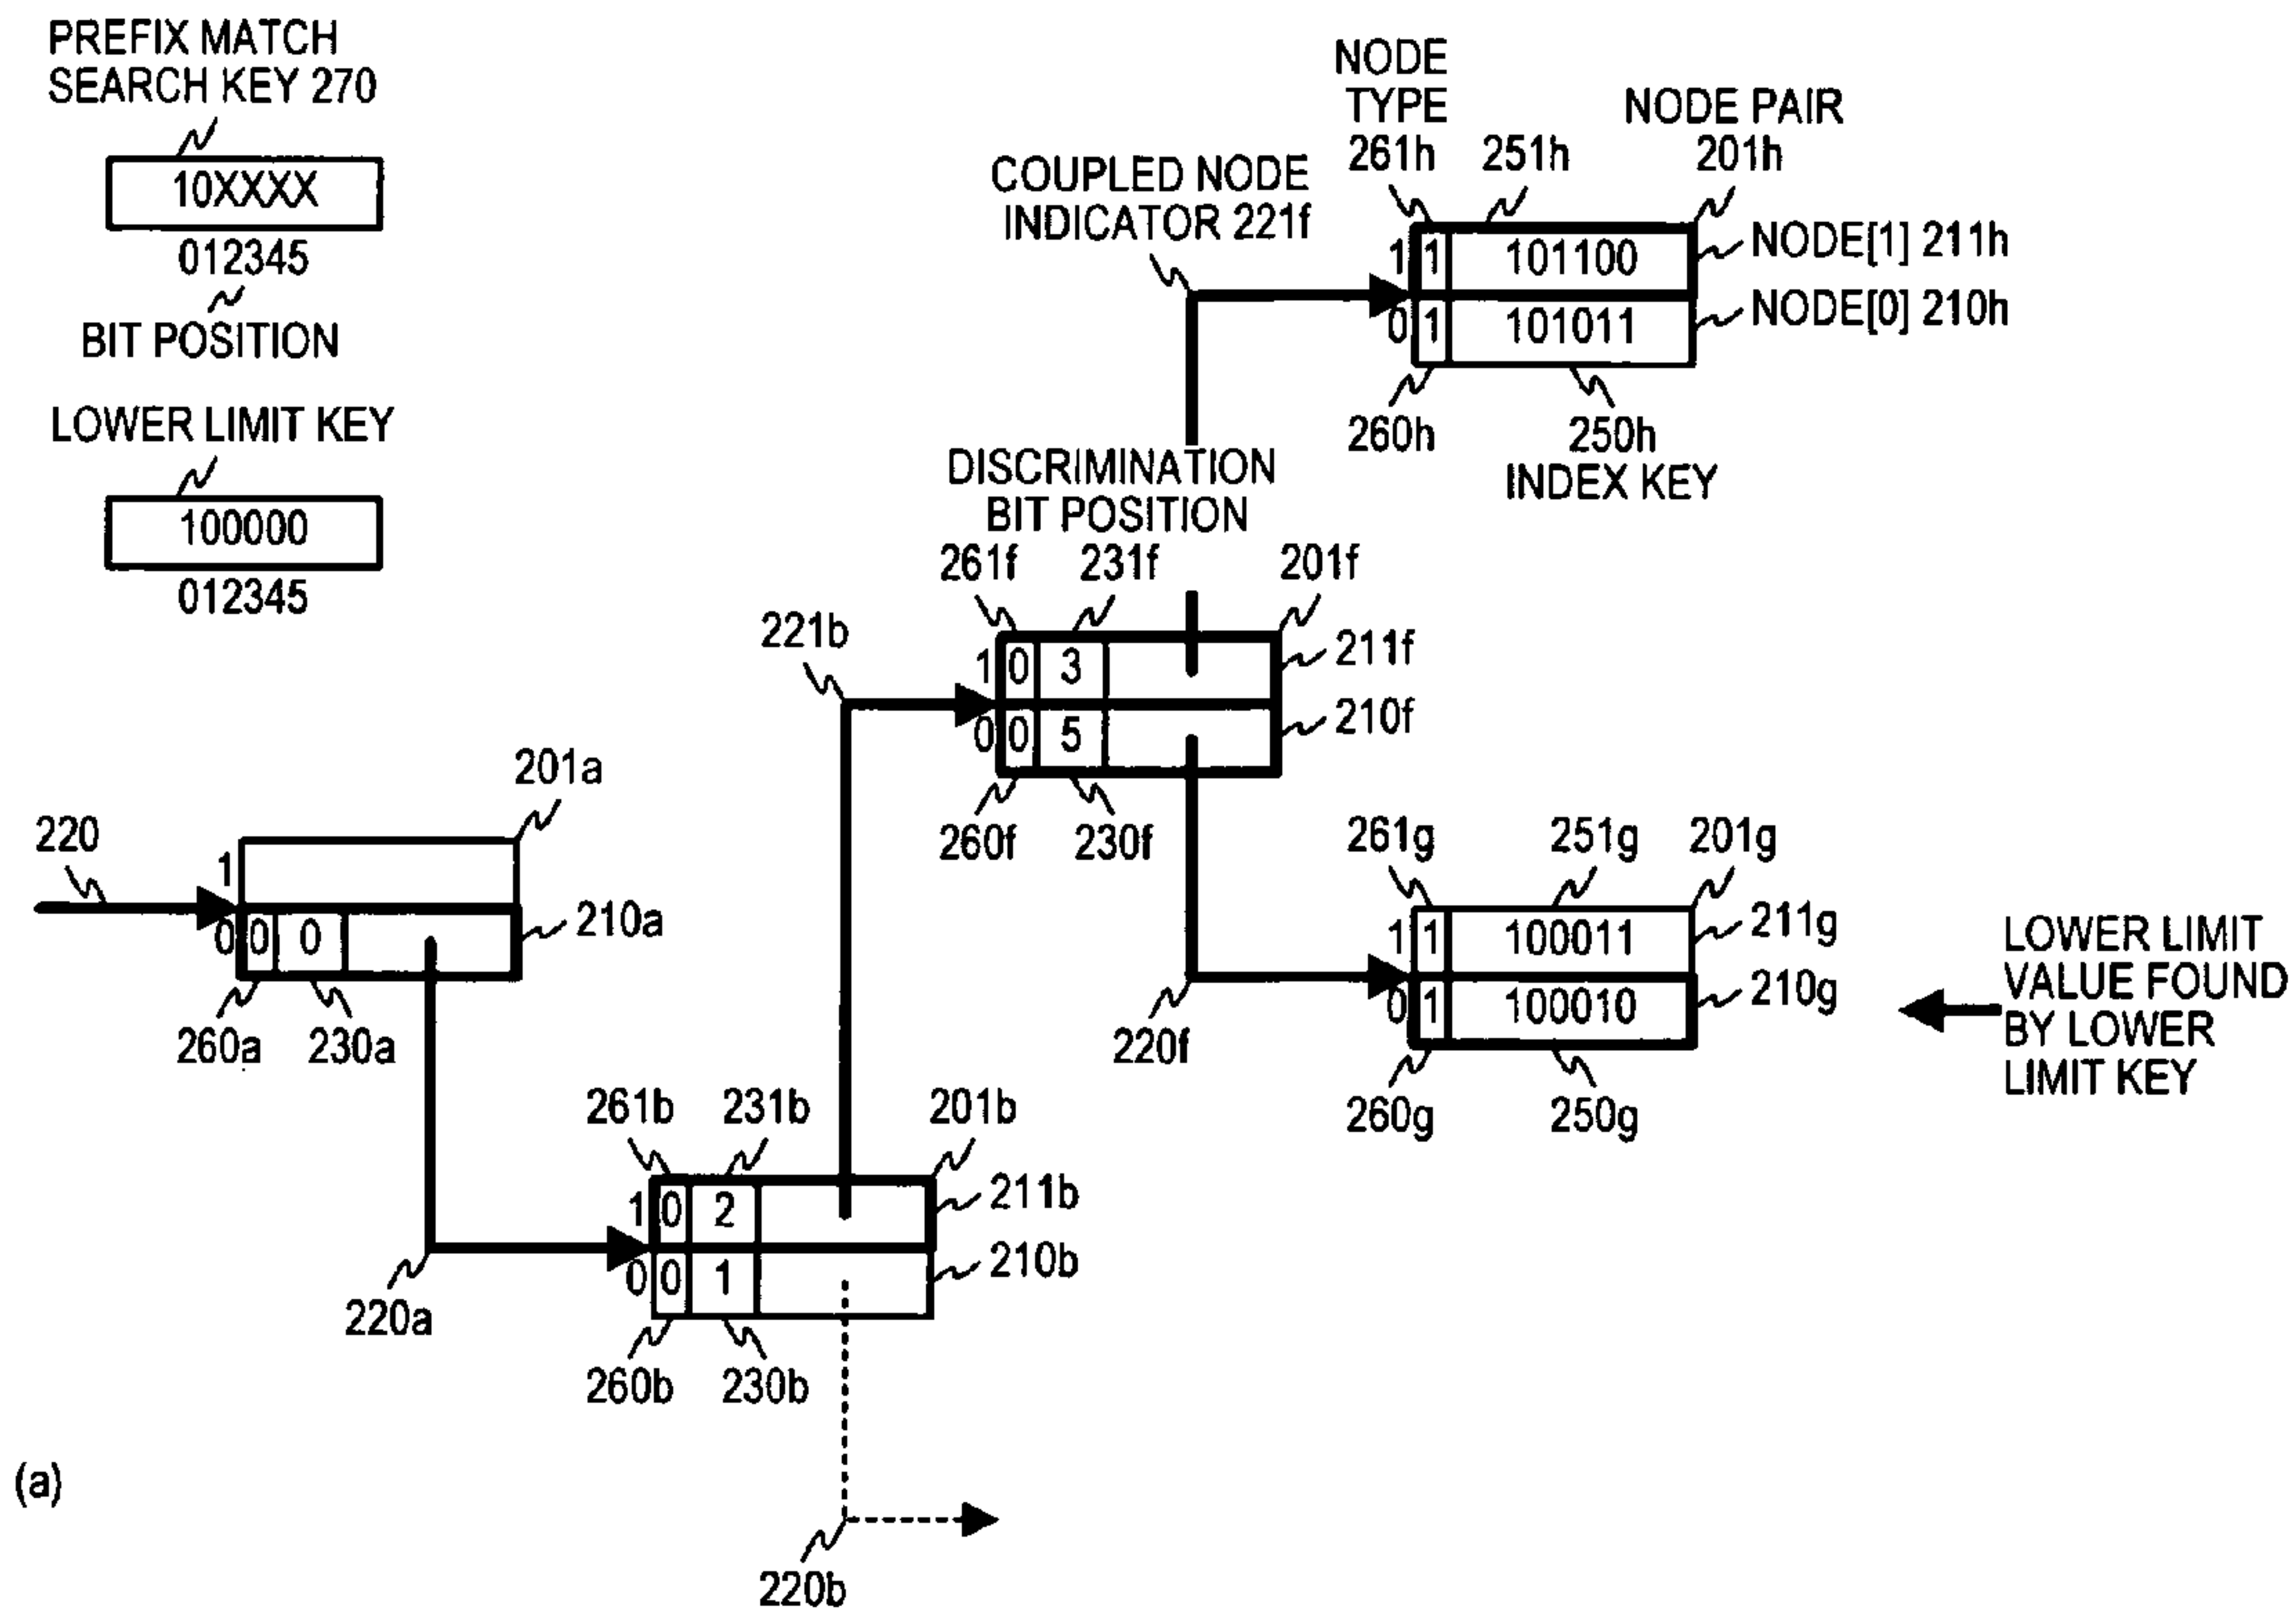 PREFIX MATCH
SEARCH KEY 270
10XXXX
012345
BIT POSITION
LOWER LIMIT KEY
100000
012345
NODE
TYPE
261h
251h
NODE PAIR
201h
COUPLED NODE
INDICATOR 221f
1 1 101100
NODE[1] 211h
0 1 101011
NODE[0] 210h
260h
250h
INDEX KEY
DISCRIMINATION
BIT POSITION
261f
231f
201f
221b
1 0 3
211f
0 0 5
210f
260f
230f
201a
220
1
0 0 0
210a
260a
230a
261g
251g
201g
1 1 100011
211g
0 1 100010
210g
220f
260g
250g
LOWER LIMIT
VALUE FOUND
BY LOWER
LIMIT KEY
261b
231b
201b
1 0 2
211b
0 0 1
210b
220a
260b
230b
(a)
220b